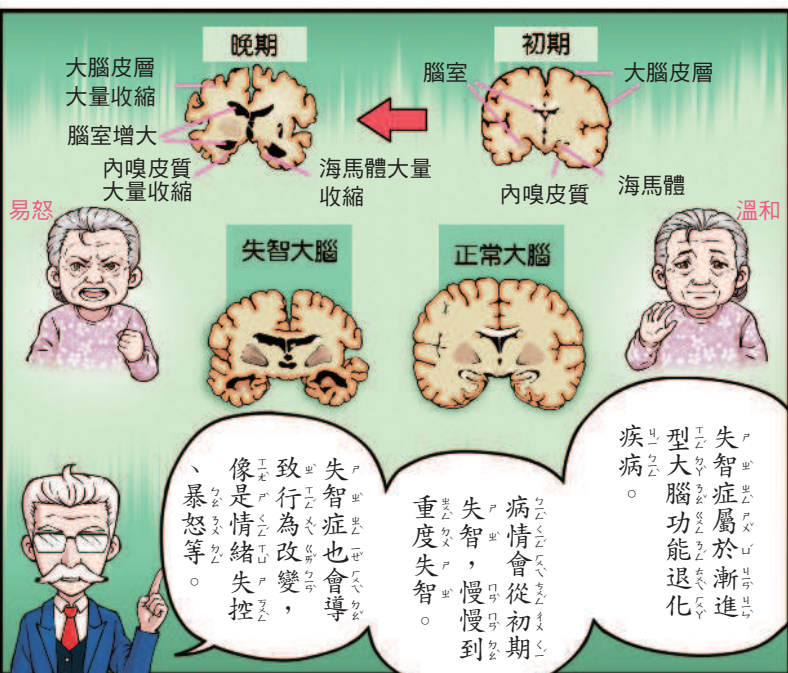 晚期
初期
大腦皮層
大量收縮
腦室增大
內嗅皮質
大量收縮
海馬體大量
收縮
腦室
大腦皮層
內嗅皮質
海馬體
易怒
溫和
失智大腦
正常大腦
失智症屬於漸進
型大腦功能退化
疾病。
病情會從初期
失智，慢慢到
重度失智。
失智症也會導
致行為改變，
像是情緒失控
、暴怒等。